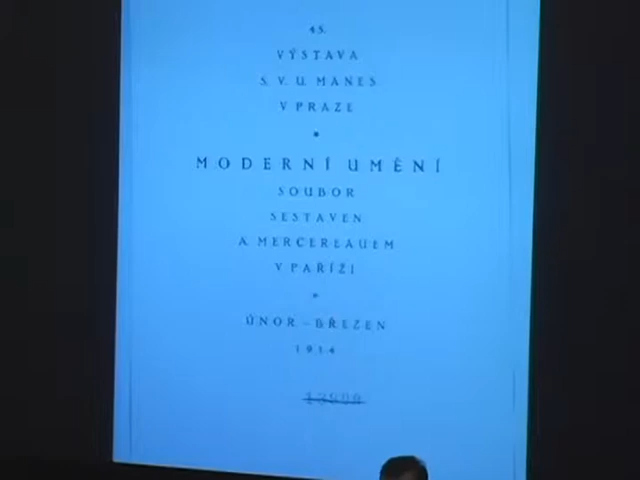 45.
VÝSTAVA
S. V. U. MANES
V PRAZE
MODERNÍ UMĚNÍ
SOUBOR
SESTAVEN
A. MERCEREAUEM
V PAŘÍŽI
ÚNOR – BŘEZEN
1914